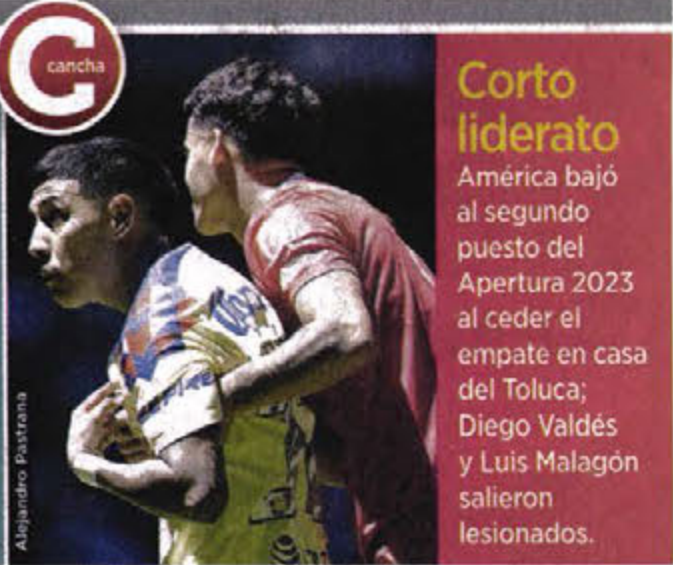 C cancha
Corto
liderato
América bajó
al segundo
puesto del
Apertura 2023
al ceder el
empate en casa
del Toluca;
Diego Valdés
y Luis Malagón
salieron
lesionados.
Alejandro Pastrana